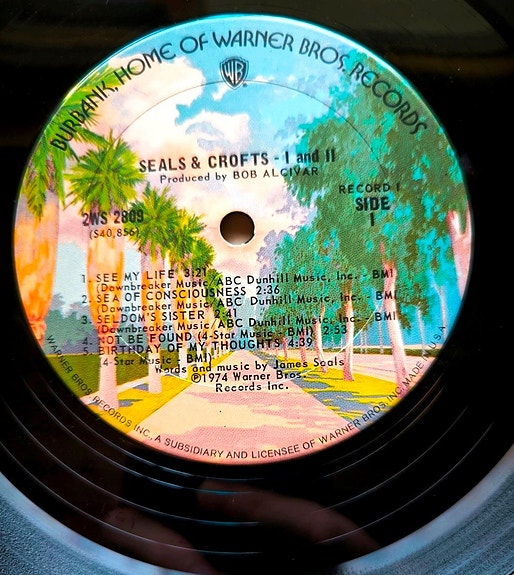 BURBANK, HOME OF WARNER BROS. RECORDS
WB
SEALS & CROFTS - I and II
Produced by BOB ALCIVAR
RECORD 1
SIDE
1
2WS 2809
(S40,856)
1. SEE MY LIFE 3:21
(Dawnbreaker Music/ABC Dunhill Music, Inc. - BMI)
2. SEA OF CONSCIOUSNESS 2:36
(Dawnbreaker Music/ABC Dunhill Music, Inc. - BMI)
3. SELDOM'S SISTER 2:41
(Dawnbreaker Music/ABC Dunhill Music, Inc. - BMI)
4. NOT BE FOUND (4-Star Music - BMI) 2:53
5. BIRTHDAY OF MY THOUGHTS 4:39
(4-Star Music - BMI)
Words and music by James Seals
℗1974 Warner Bros.
Records Inc.
WARNER BROS. RECORDS INC., A SUBSIDIARY AND LICENSEE OF WARNER BROS. INC. MADE IN U.S.A.